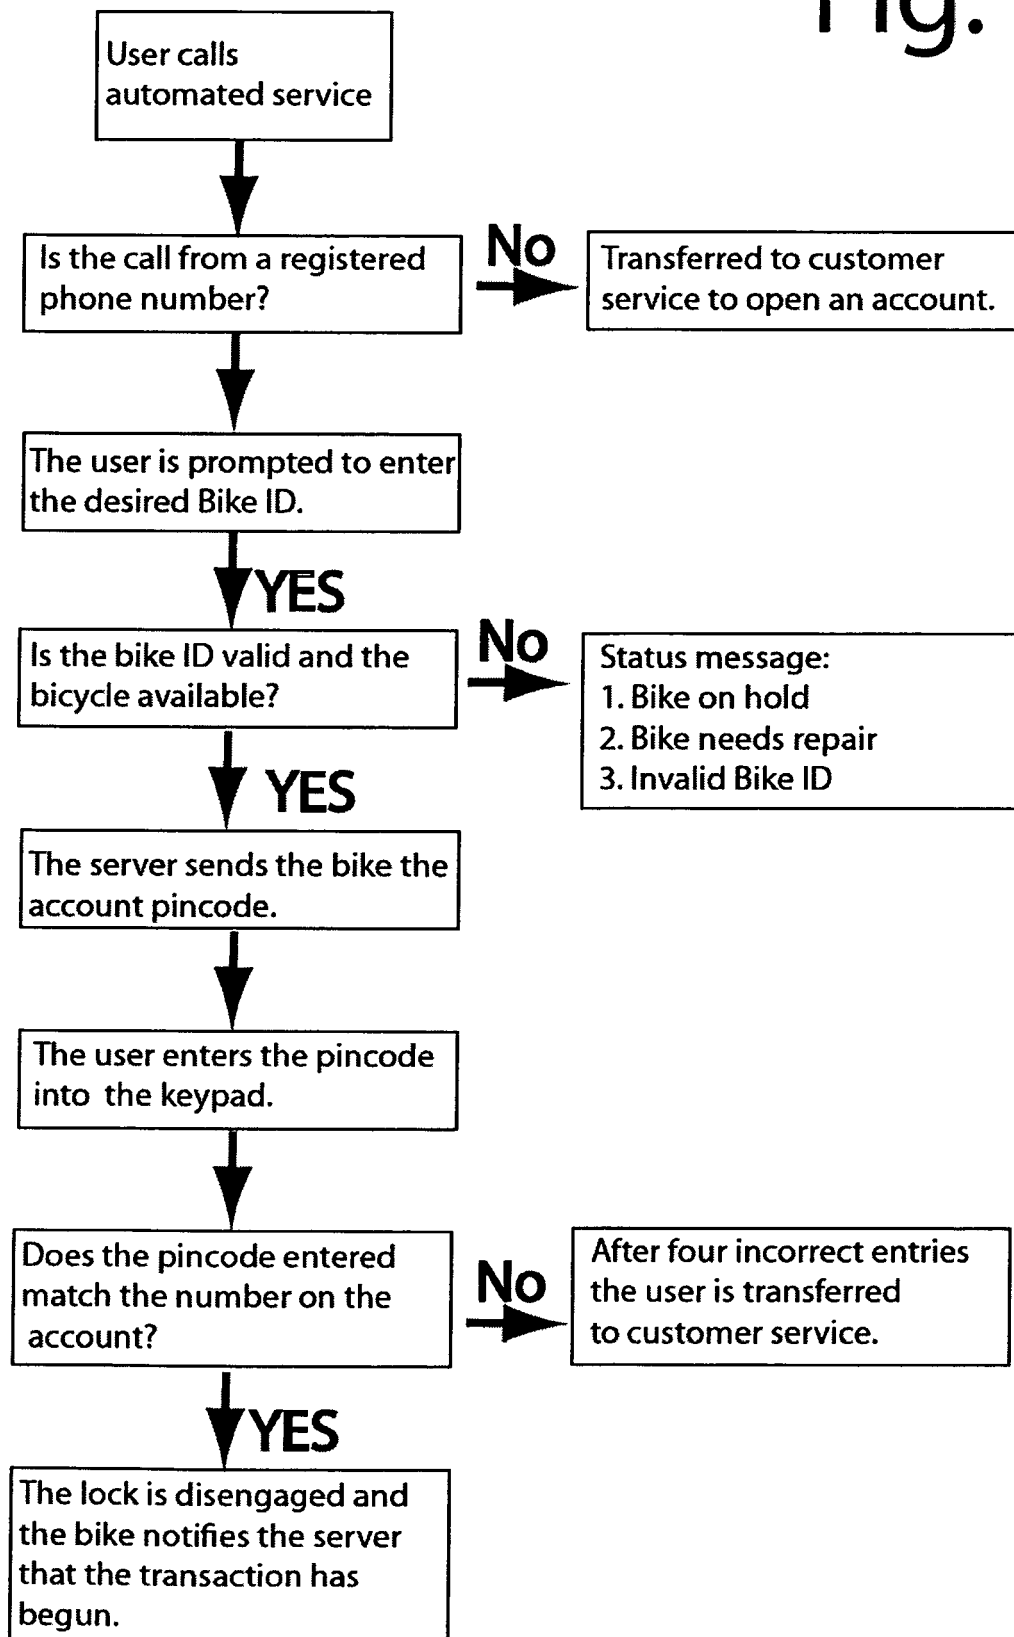 Fig.
User calls
automated service
Is the call from a registered
phone number?
No
Transferred to customer
service to open an account.
The user is prompted to enter
the desired Bike ID.
YES
Is the bike ID valid and the
bicycle available?
No
Status message:
1. Bike on hold
2. Bike needs repair
3. Invalid Bike ID
YES
The server sends the bike the
account pincode.
The user enters the pincode
into the keypad.
Does the pincode entered
match the number on the
account?
No
After four incorrect entries
the user is transferred
to customer service.
YES
The lock is disengaged and
the bike notifies the server
that the transaction has
begun.